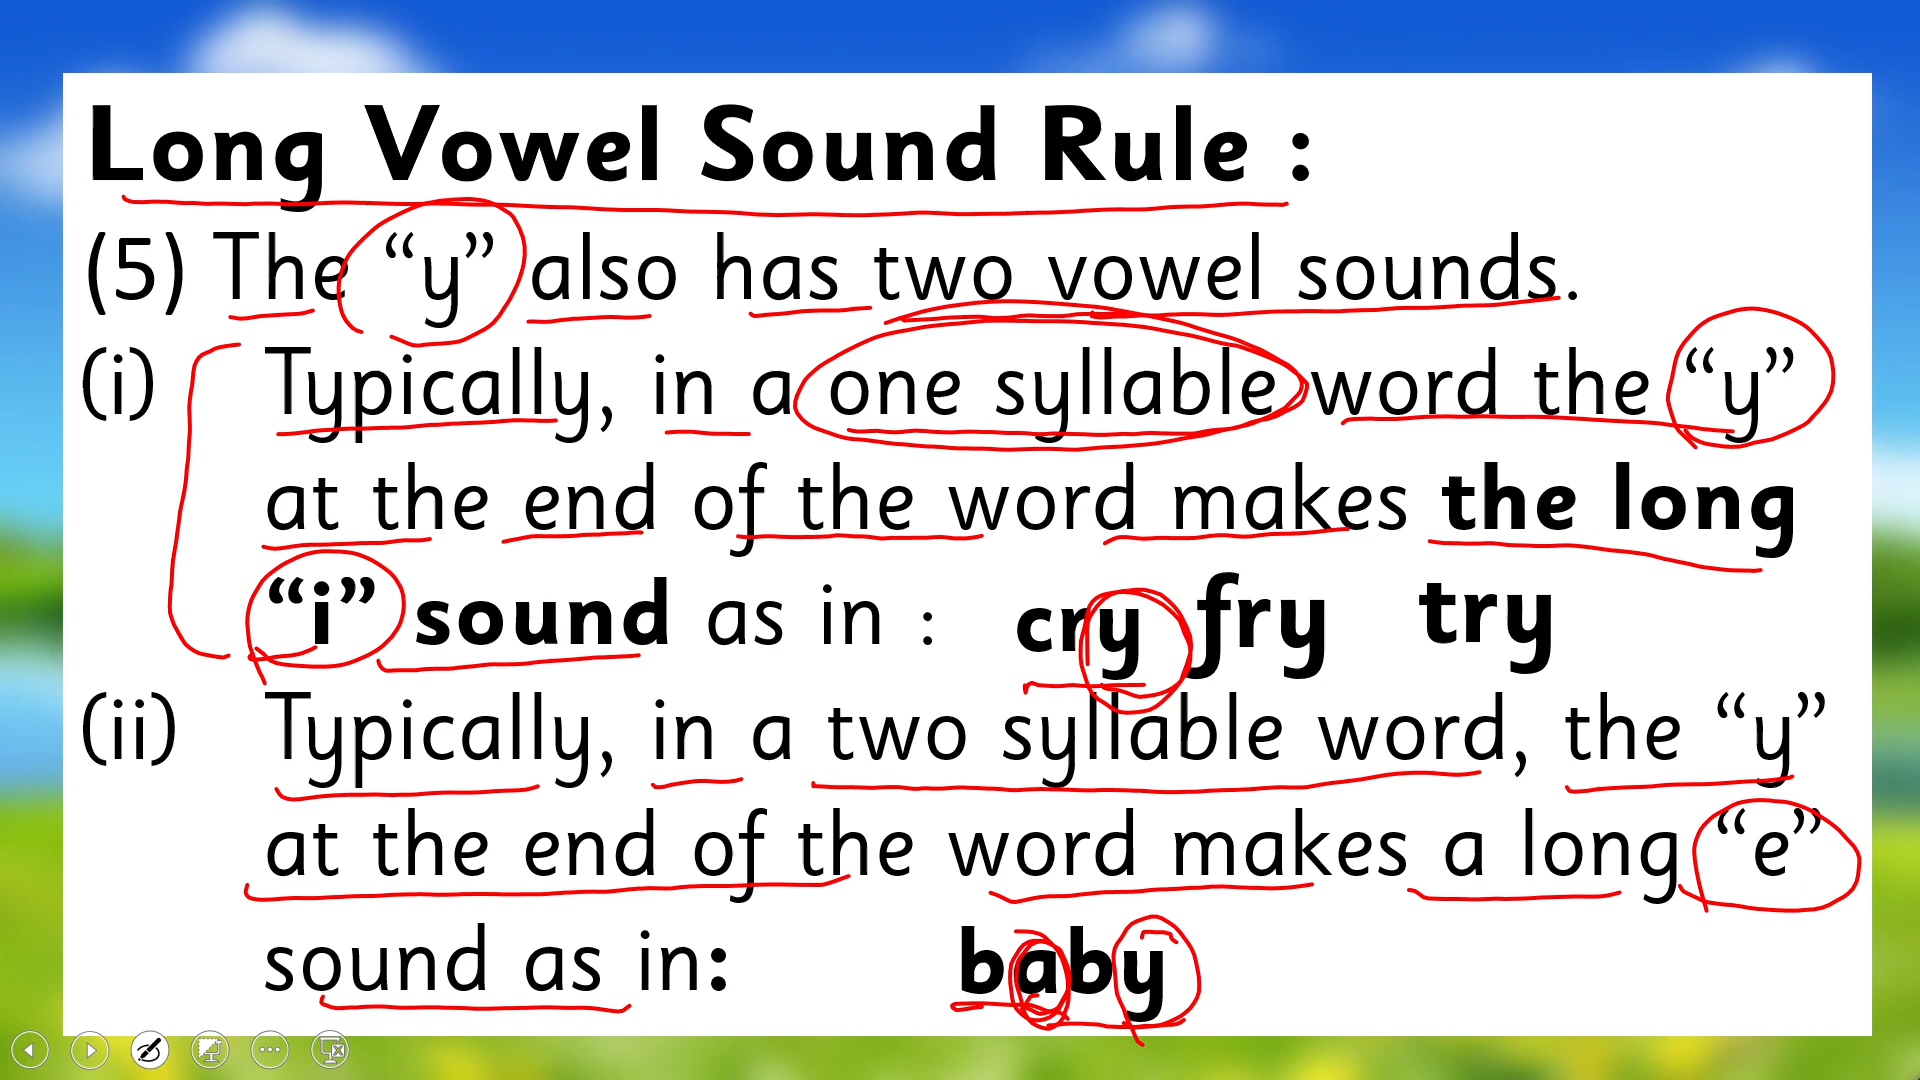 Long Vowel Sound Rule :
(5) The “y” also has two vowel sounds.
(i) Typically, in a one syllable word the “y”
at the end of the word makes the long
“i” sound as in : cry fry try
(ii) Typically, in a two syllable word, the “y”
at the end of the word makes a long “e”
sound as in: baby